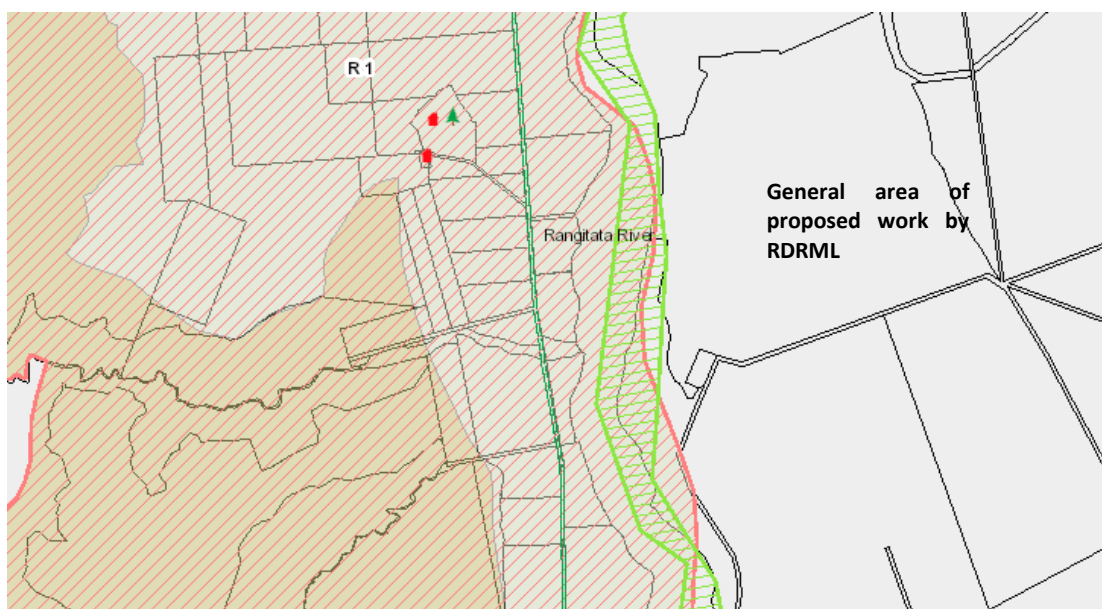 R 1
General area of
proposed work by
RDRML
Rangitata River